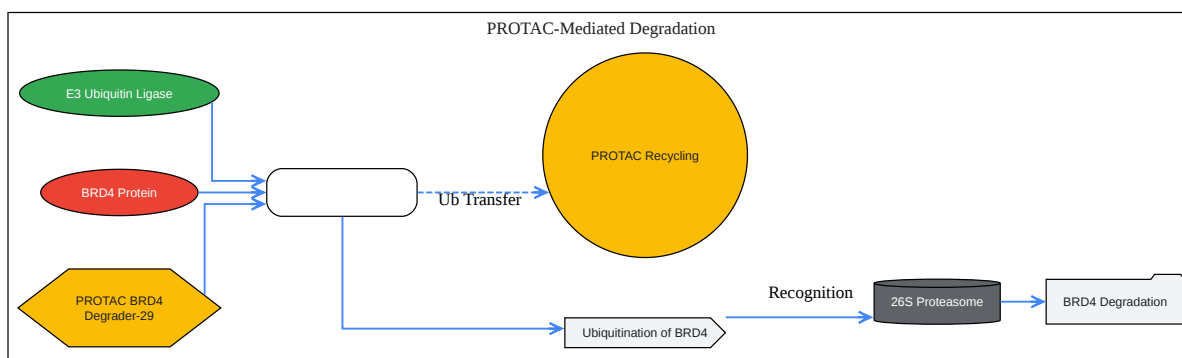 PROTAC-Mediated Degradation
E3 Ubiquitin Ligase
BRD4 Protein
PROTAC BRD4
Degrader-29
Ub Transfer
PROTAC Recycling
Ubiquitination of BRD4
Recognition
26S Proteasome
BRD4 Degradation